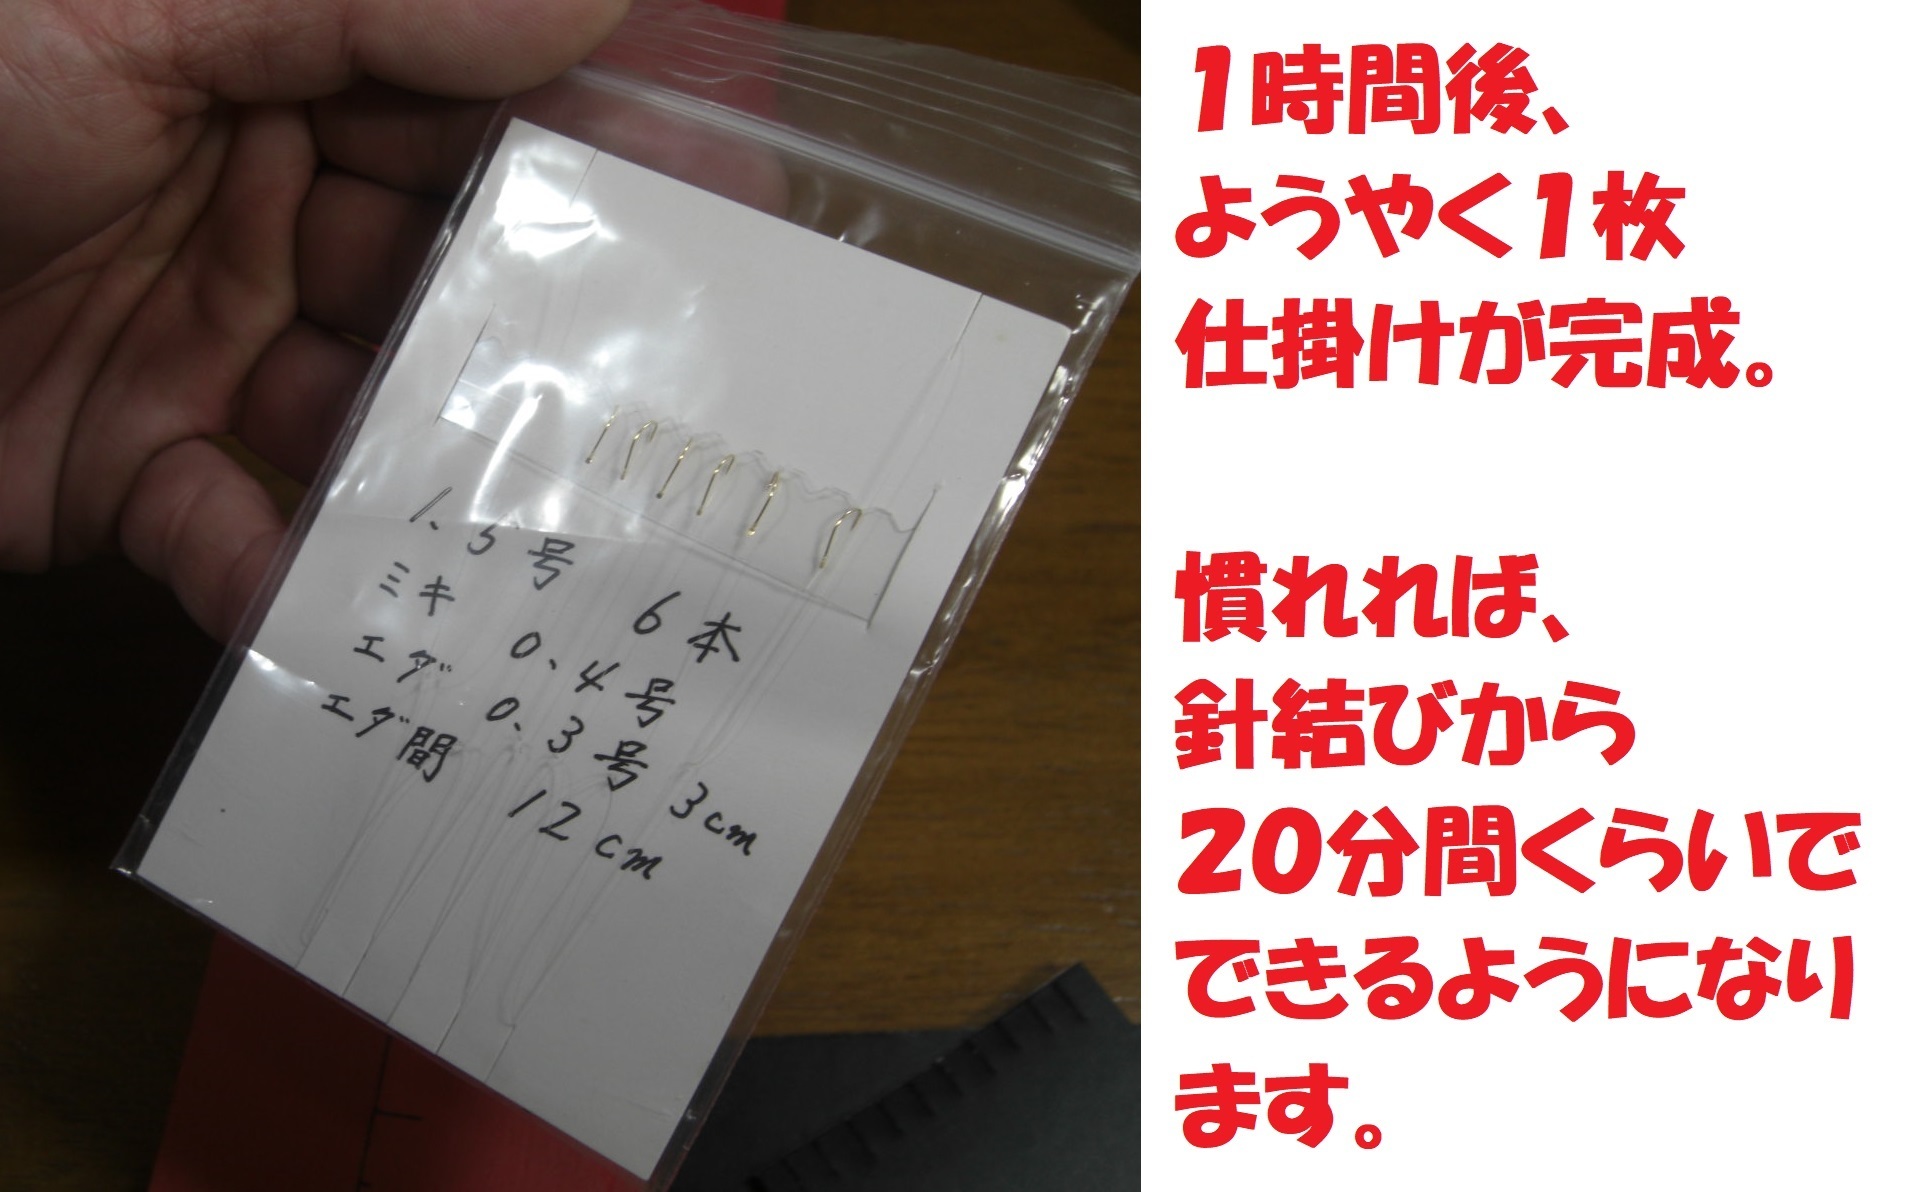 1.5号 6本
ミキ 0.4号
エダ 0.3号 3cm
エダ間 12cm
1時間後、
ようやく1枚
仕掛けが完成。
慣れれば、
針結びから
20分間くらいで
できるようになり
ます。